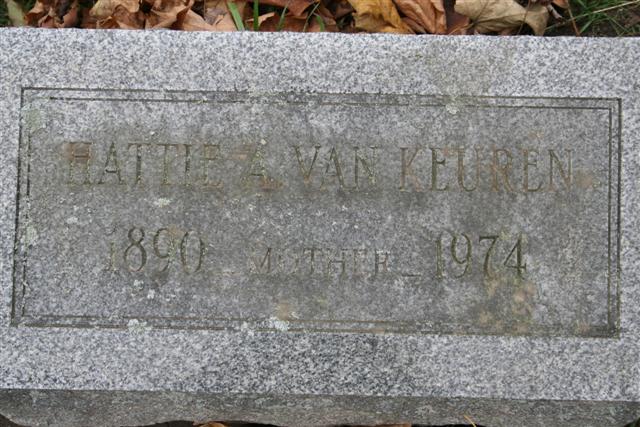 HATTIE A. VAN KEUREN
1890 _ MOTHER _ 1974